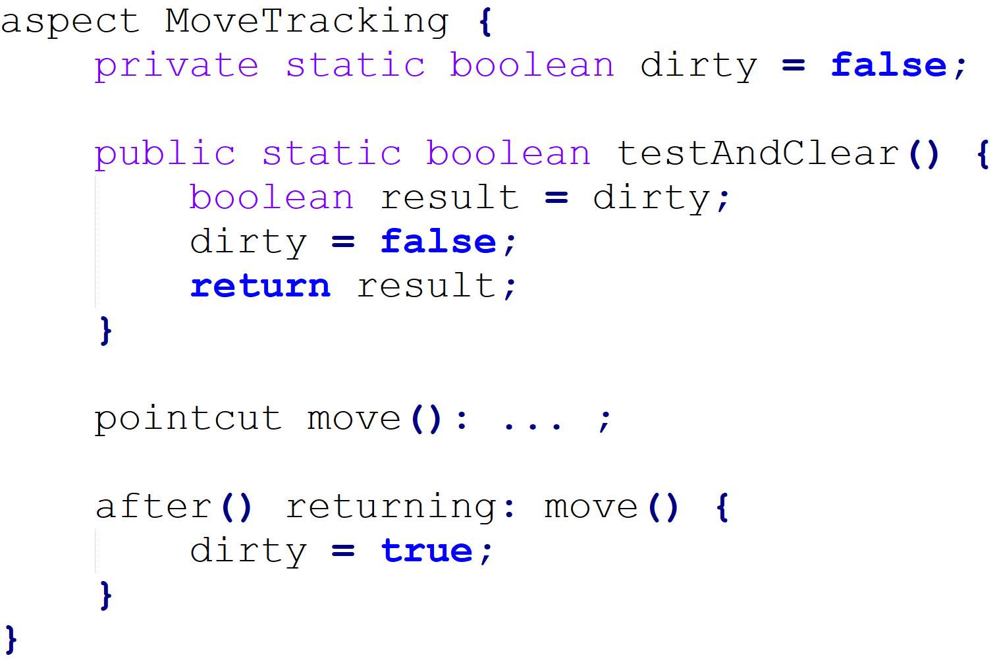 aspect MoveTracking {
    private static boolean dirty = false;

    public static boolean testAndClear() {
        boolean result = dirty;
        dirty = false;
        return result;
    }

    pointcut move(): ... ;

    after() returning: move() {
        dirty = true;
    }
}